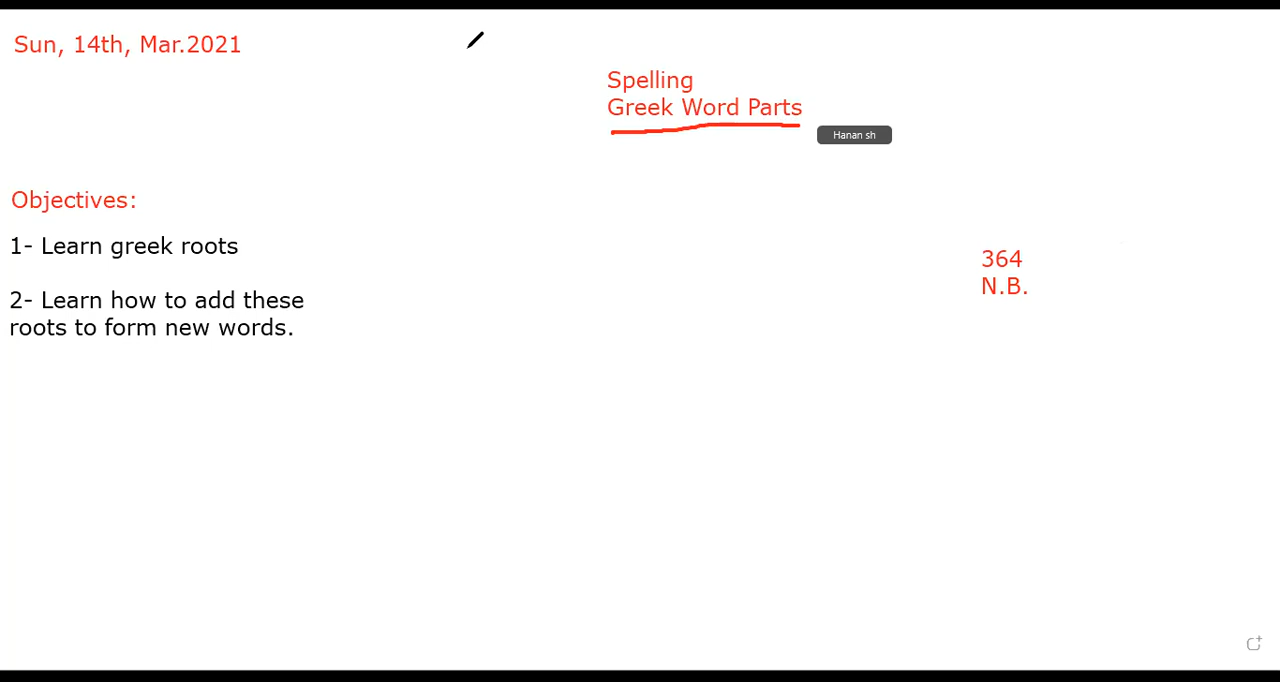 Sun, 14th, Mar.2021
Spelling
Greek Word Parts
Hanan sh
Objectives:
1- Learn greek roots
364
N.B.
2- Learn how to add these
roots to form new words.